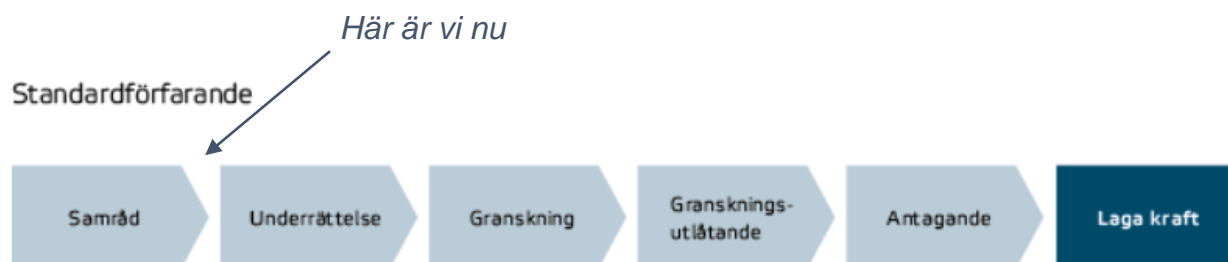 Här är vi nu
Standardförfarande
Samråd
Underrättelse
Granskning
Gransknings-
utlåtande
Antagande
Laga kraft